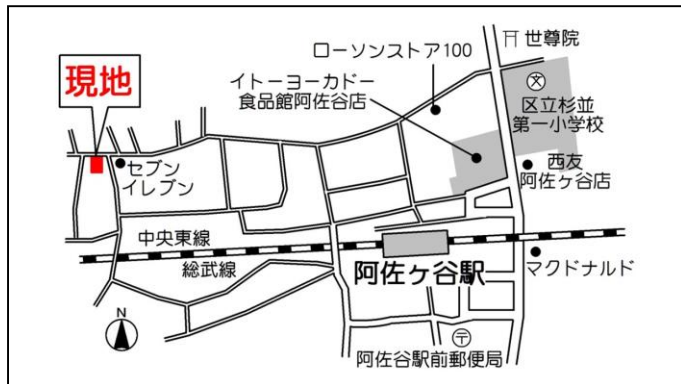 ローソンストア100
世尊院
現地
イトーヨーカドー
食品館阿佐谷店
文
区立杉並
第一小学校
セブン
イレブン
西友
阿佐ヶ谷店
中央東線
総武線
阿佐ヶ谷駅
マクドナルド
N
〒
阿佐谷駅前郵便局